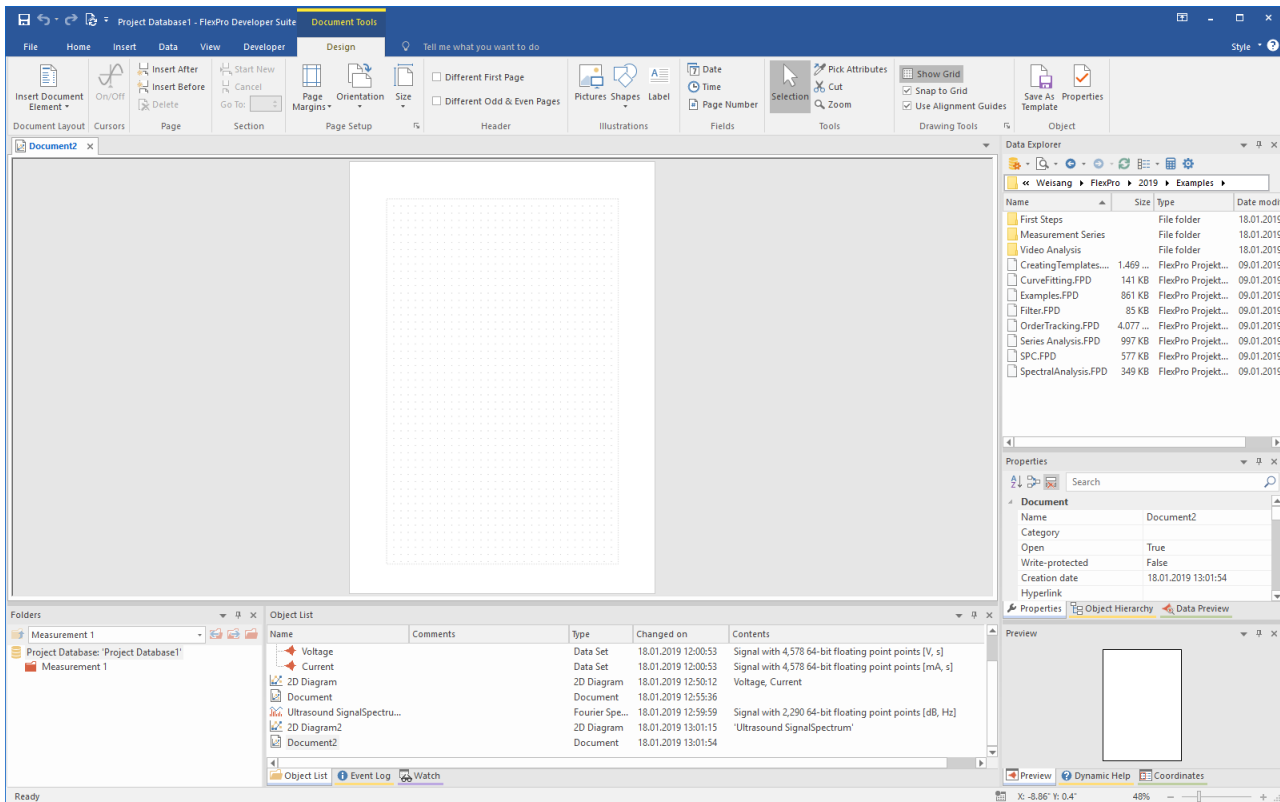 Project Database1 - FlexPro Developer Suite
Document Tools
File Home Insert Data View Developer Design Tell me what you want to do Style
Insert Document Element
On/Off
Insert After
Insert Before
Delete
Start New
Cancel
Go To:
Page Margins
Orientation
Size
Different First Page
Different Odd & Even Pages
Pictures
Shapes
Label
Date
Time
Page Number
Selection
Pick Attributes
Cut
Zoom
Show Grid
Snap to Grid
Use Alignment Guides
Save As Template
Properties
Document Layout Cursors Page Section Page Setup Header Illustrations Fields Tools Drawing Tools Object
Document2
Data Explorer
« Weisang FlexPro 2019 Examples
Name Size Type Date modi
First Steps File folder 18.01.2019
Measurement Series File folder 18.01.2019
Video Analysis File folder 18.01.2019
CreatingTemplates.... 1.469 ... FlexPro Projekt... 09.01.2019
CurveFitting.FPD 141 KB FlexPro Projekt... 09.01.2019
Examples.FPD 861 KB FlexPro Projekt... 09.01.2019
Filter.FPD 85 KB FlexPro Projekt... 09.01.2019
OrderTracking.FPD 4.077 ... FlexPro Projekt... 09.01.2019
Series Analysis.FPD 997 KB FlexPro Projekt... 09.01.2019
SPC.FPD 577 KB FlexPro Projekt... 09.01.2019
SpectralAnalysis.FPD 349 KB FlexPro Projekt... 09.01.2019
Properties
Search
Document
Name Document2
Category
Open True
Write-protected False
Creation date 18.01.2019 13:01:54
Hyperlink
Properties Object Hierarchy Data Preview
Folders
Measurement 1
Project Database: 'Project Database1'
Measurement 1
Object List
Name Comments Type Changed on Contents
Voltage Data Set 18.01.2019 12:00:53 Signal with 4,578 64-bit floating point points [V, s]
Current Data Set 18.01.2019 12:00:53 Signal with 4,578 64-bit floating point points [mA, s]
2D Diagram 2D Diagram 18.01.2019 12:50:12 Voltage, Current
Document Document 18.01.2019 12:55:36
Ultrasound SignalSpectru... Fourier Spe... 18.01.2019 12:59:59 Signal with 2,290 64-bit floating point points [dB, Hz]
2D Diagram2 2D Diagram 18.01.2019 13:01:15 'Ultrasound SignalSpectrum'
Document2 Document 18.01.2019 13:01:54
Object List Event Log Watch
Preview
Preview Dynamic Help Coordinates
Ready
X: -8.86" Y: 0.4" 48%